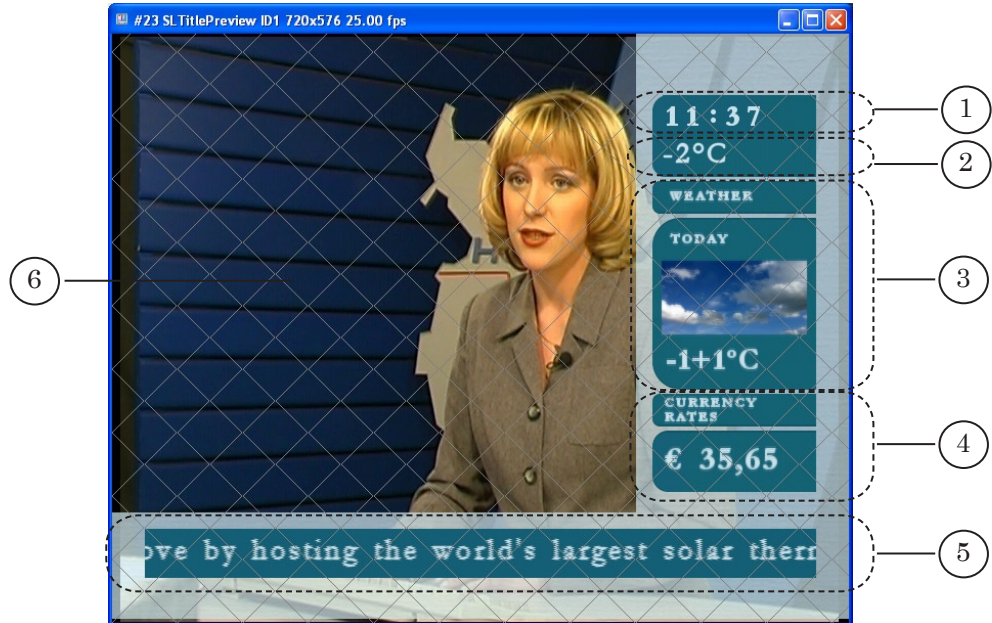 #23 SLTitlePreview ID1 720x576 25.00 fps
11:37
1
-2°C
2
WEATHER
TODAY
3
6
-1+1°C
CURRENCY
RATES
4
€ 35,65
H
ove by hosting the world's largest solar
5